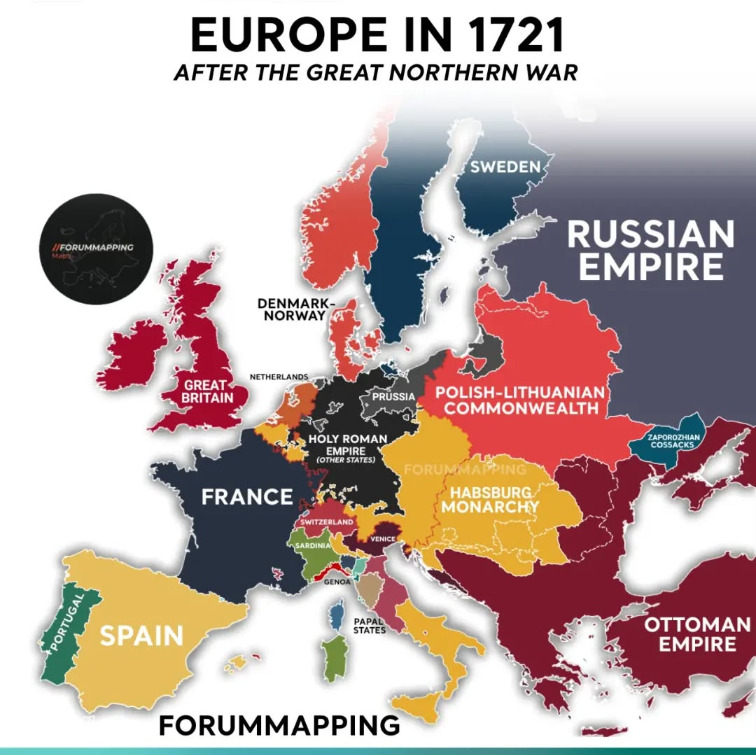 EUROPE IN 1721
AFTER THE GREAT NORTHERN WAR
SWEDEN
//FORUMMAPPING
Maps
RUSSIAN
EMPIRE
DENMARK-
NORWAY
NETHERLANDS
GREAT
BRITAIN
PRUSSIA
POLISH-LITHUANIAN
COMMONWEALTH
HOLY ROMAN
EMPIRE
(OTHER STATES)
ZAPOROZHIAN
COSSACKS
FORUMMAPPING
FRANCE
HABSBURG
MONARCHY
SWITZERLAND
SARDINIA
VENICE
GENOA
PORTUGAL
SPAIN
PAPAL
STATES
OTTOMAN
EMPIRE
FORUMMAPPING